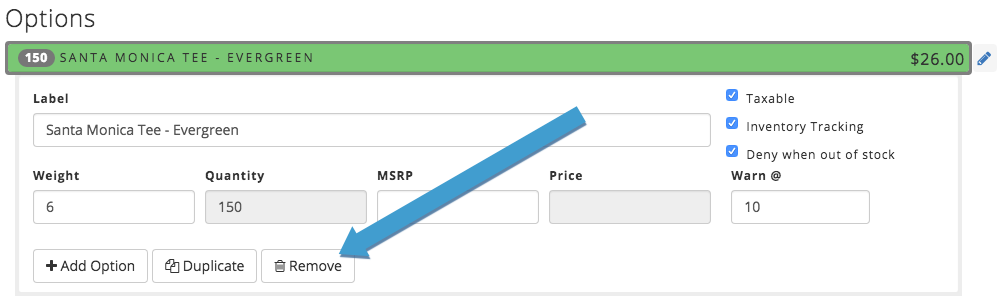 Options
150 SANTA MONICA TEE - EVERGREEN $26.00
Label
Taxable
Santa Monica Tee - Evergreen
Inventory Tracking
Deny when out of stock
Weight Quantity MSRP Price Warn @
6 150 10
Add Option Duplicate Remove